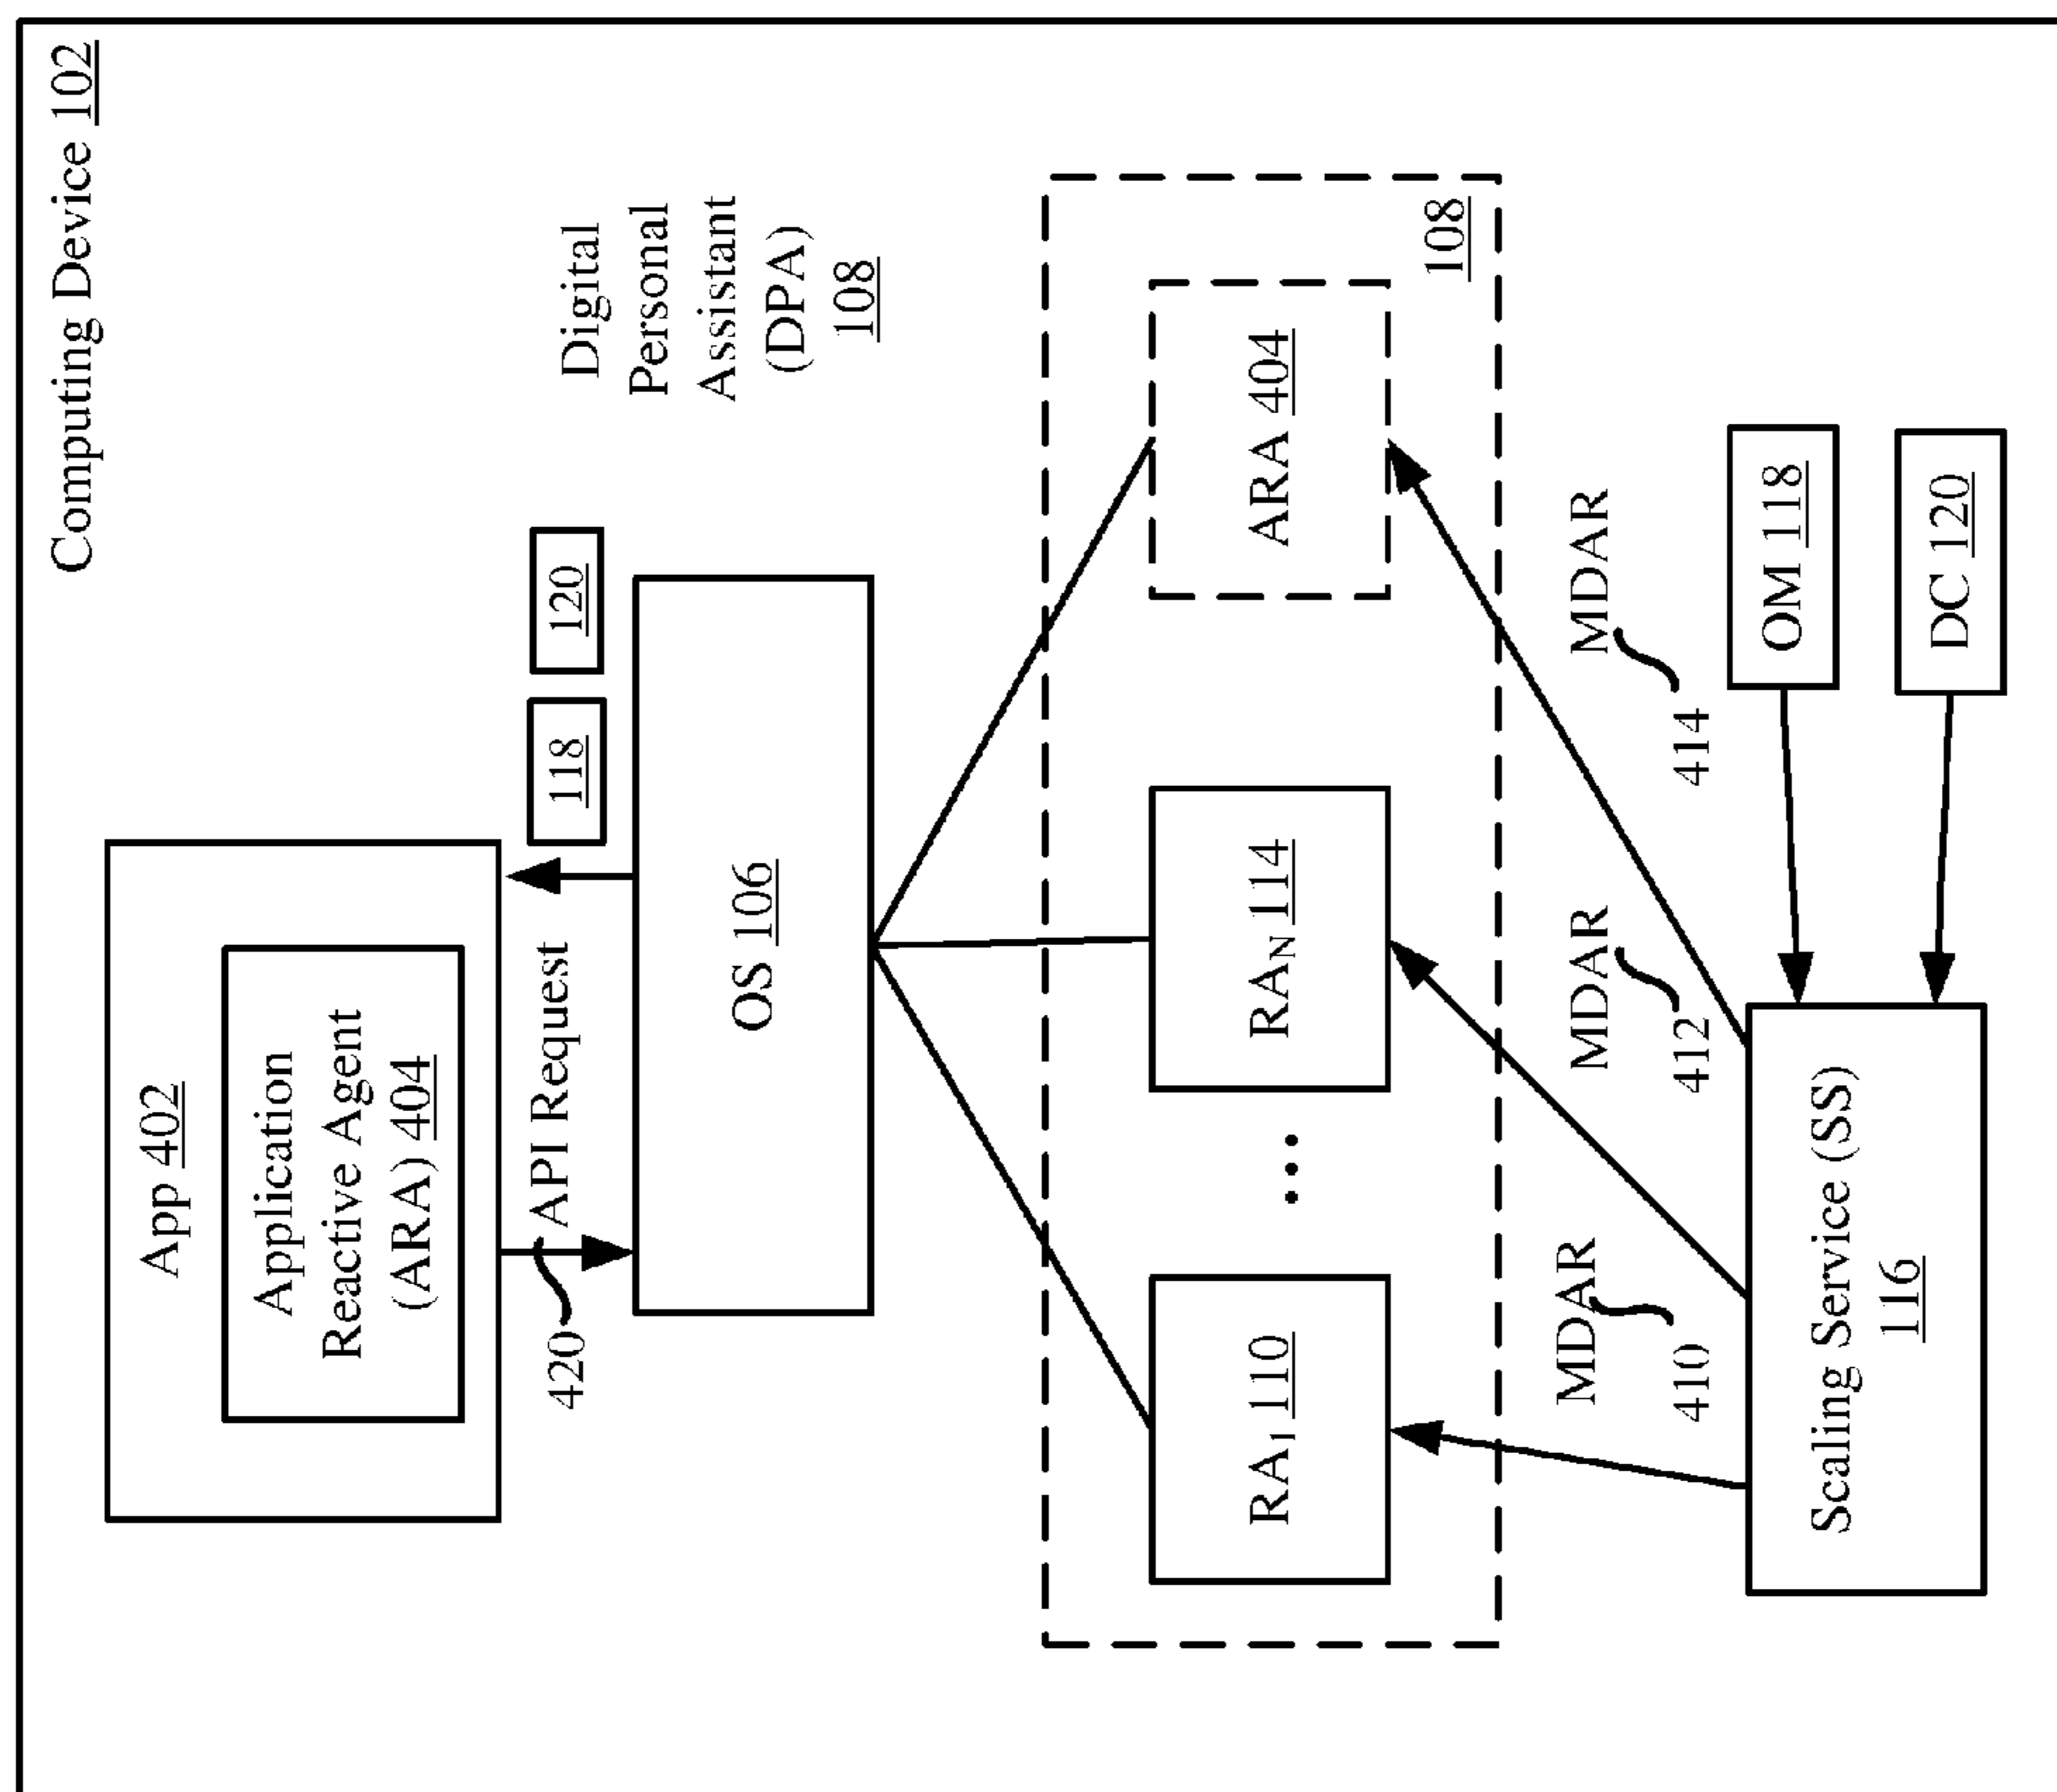 Computing Device 102
App 402
Application
Reactive Agent
(ARA) 404
420
API Request
118
120
OS 106
Digital
Personal
Assistant
(DPA)
108
RA1 110
...
RAN 114
ARA 404
108
MDAR
410
MDAR
412
MDAR
414
Scaling Service (SS)
116
OM 118
DC 120